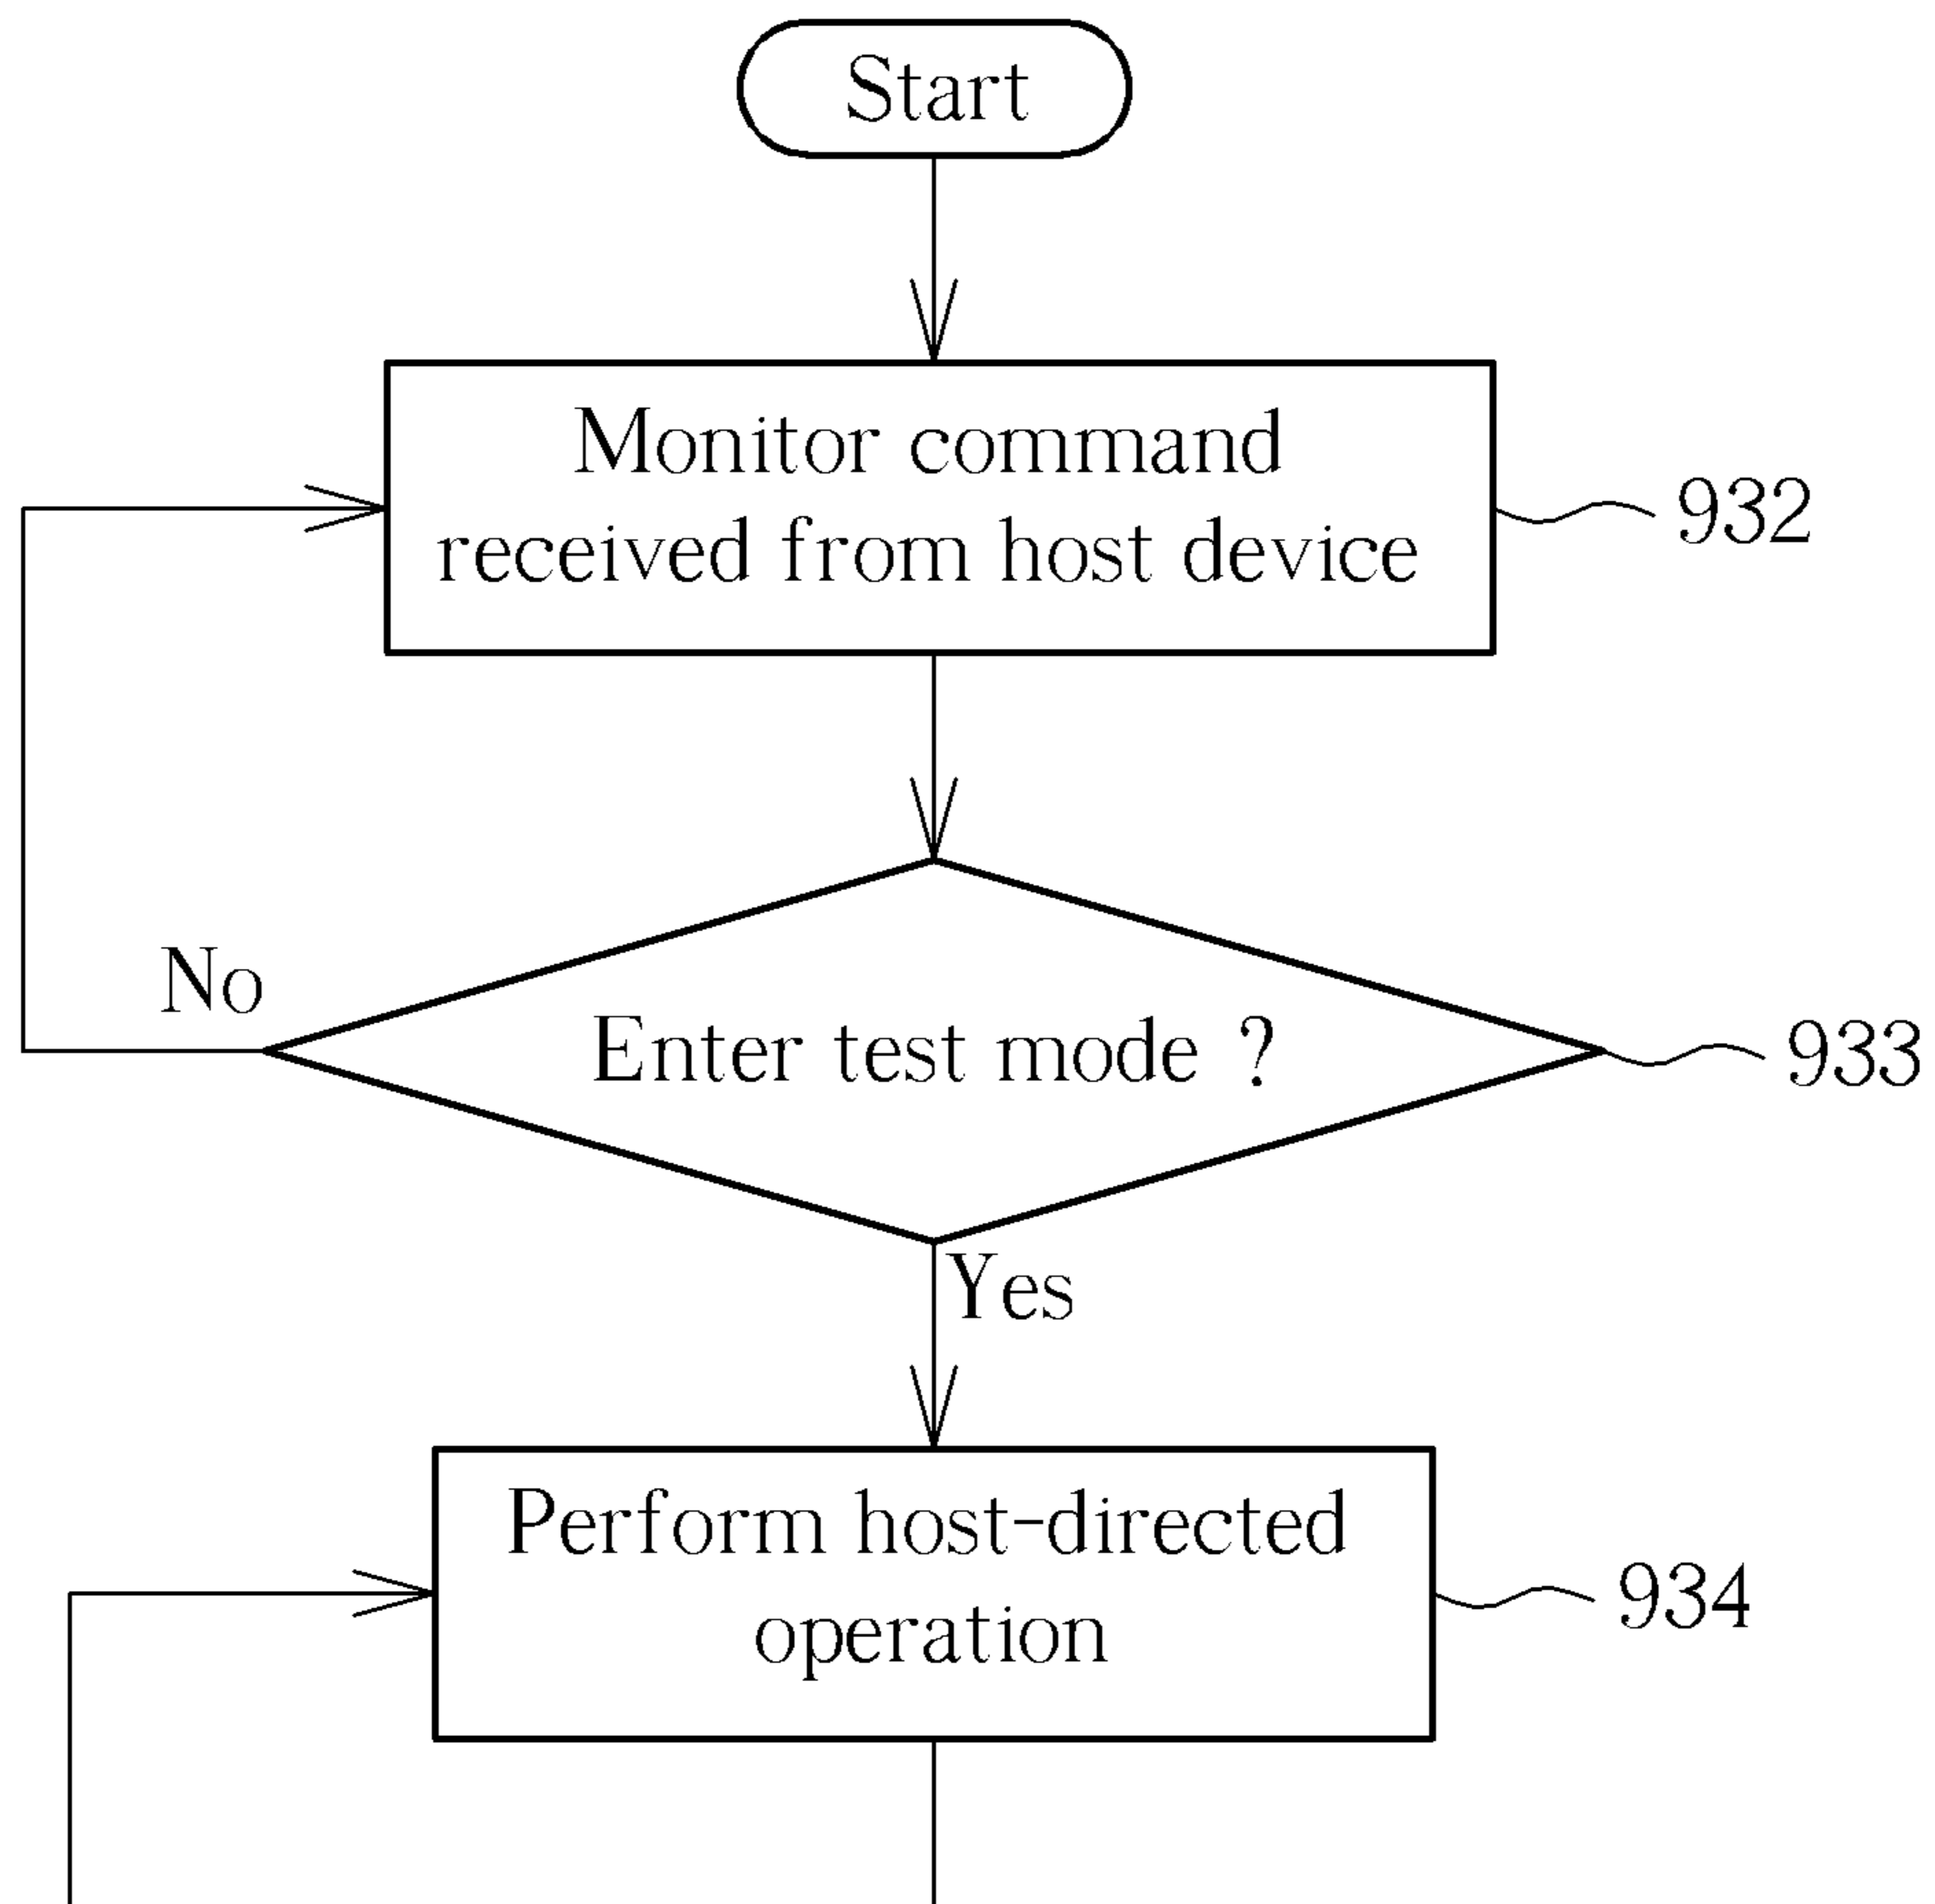 Start
Monitor command
received from host device
932
No
Enter test mode ?
933
Yes
Perform host-directed
operation
934